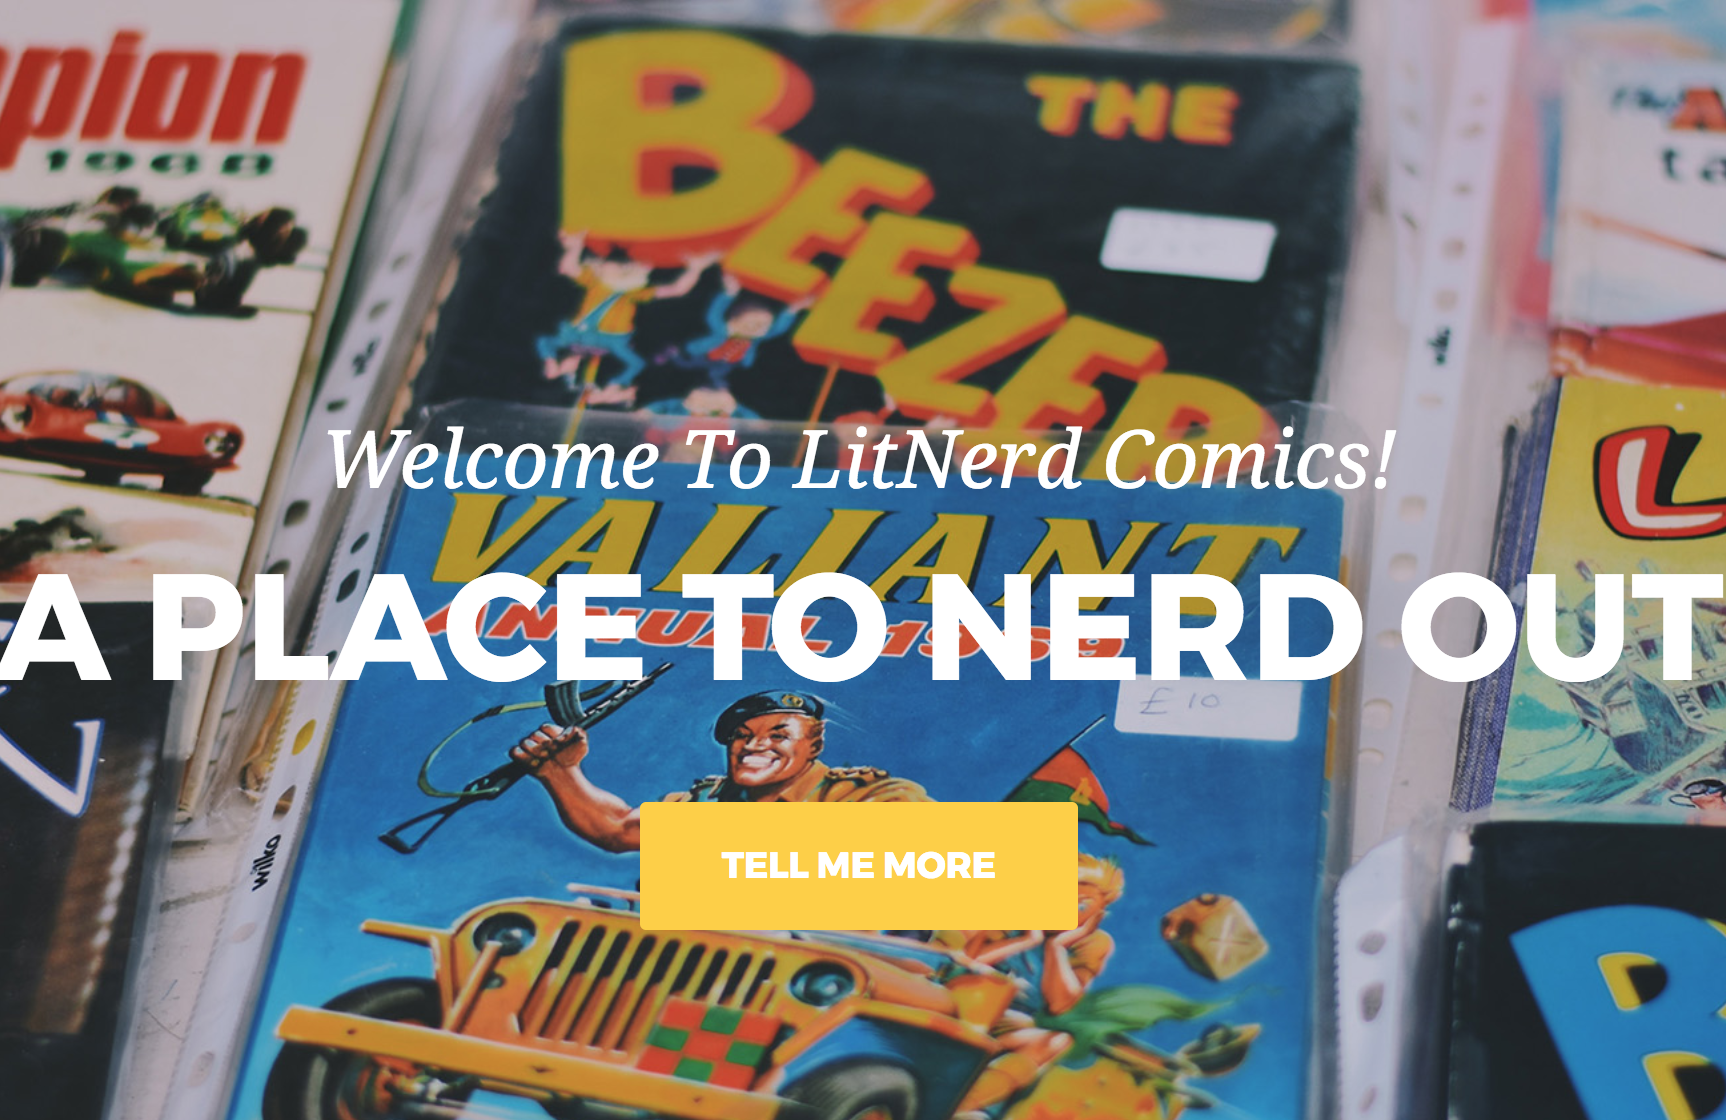 pion
1968
THE
BEEZER
Welcome To LitNerd Comics!
VALIANT
ANNUAL 1969
A PLACE TO NERD OUT
£10
wilko
TELL ME MORE
L
B